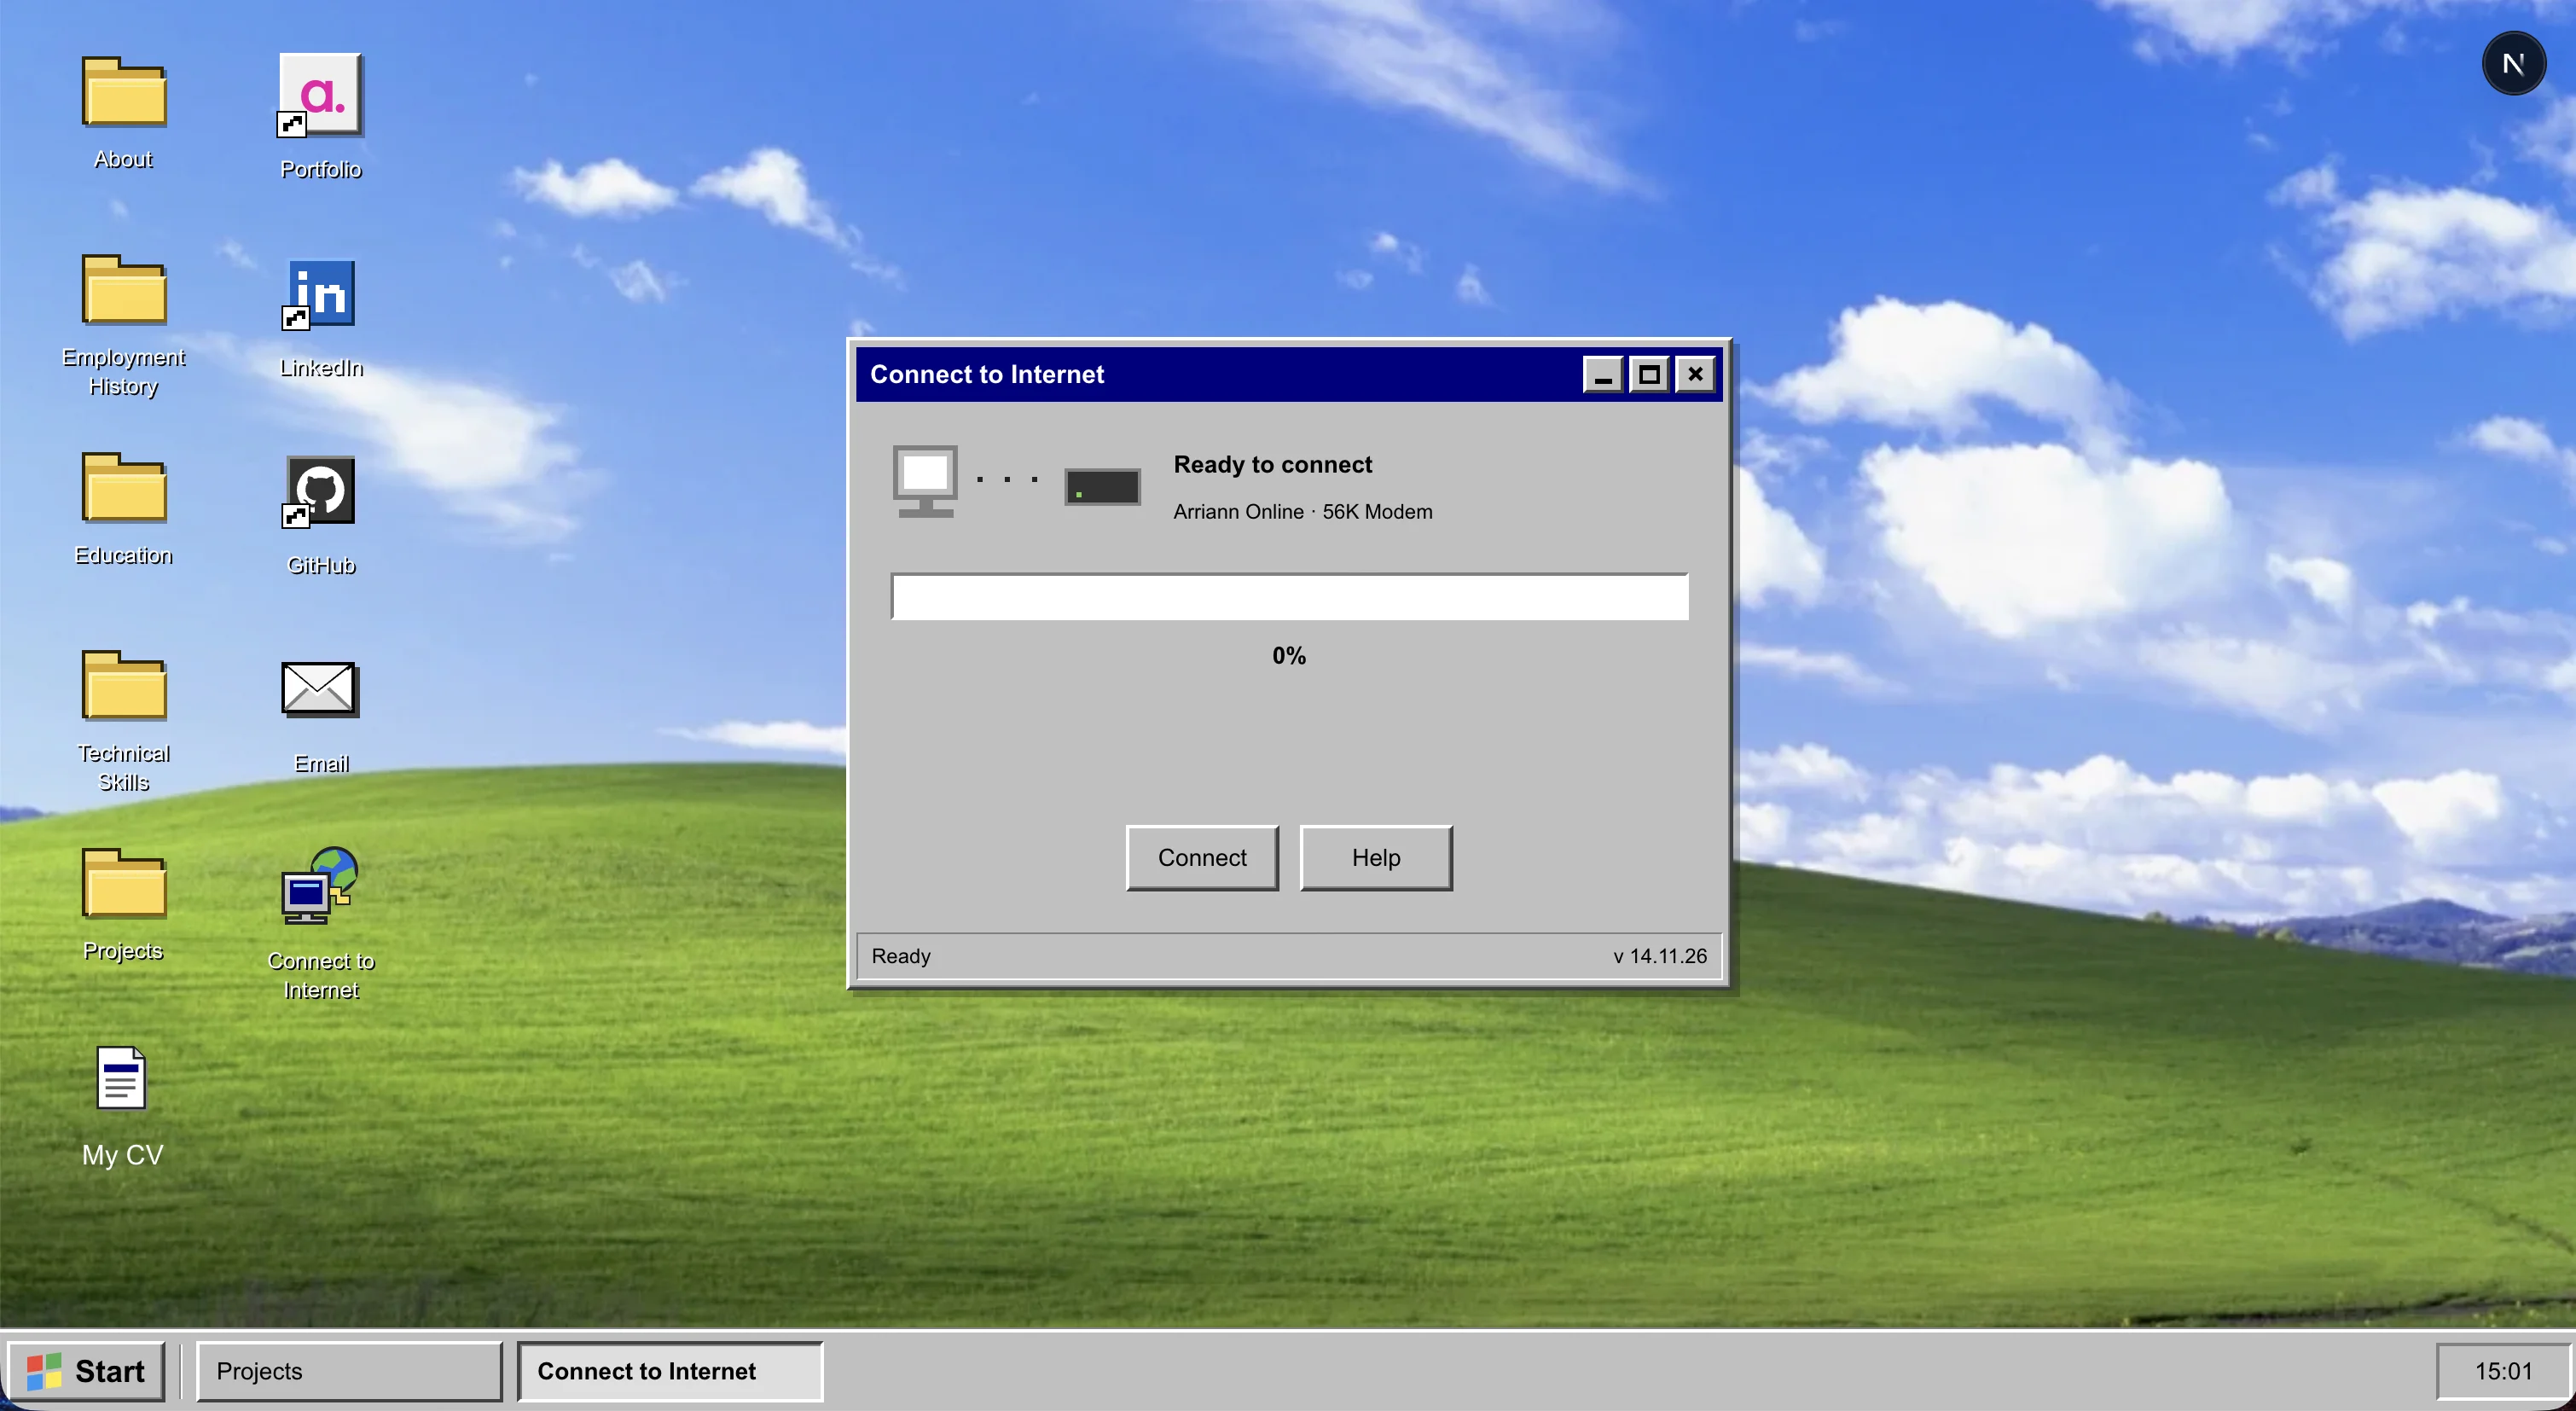 About
a.
Portfolio
Employment
History
in
LinkedIn
Education
GitHub
Technical
Skills
Email
Projects
Connect to
Internet
My CV
N
Connect to Internet
Ready to connect
Arriann Online · 56K Modem
0%
Connect
Help
Ready
v 14.11.26
Start
Projects
Connect to Internet
15:01